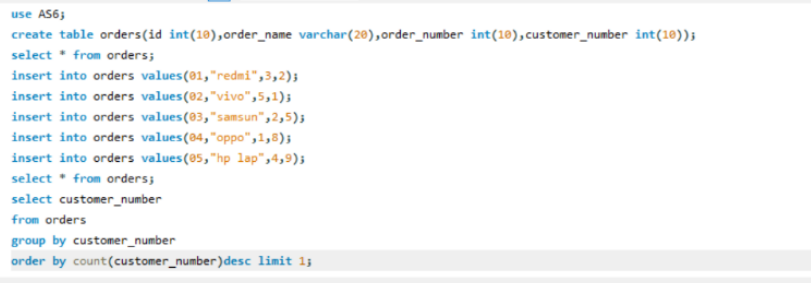 use AS6;
create table orders(id int(10),order_name varchar(20),order_number int(10),customer_number int(10));
select * from orders;
insert into orders values(01,"redmi",3,2);
insert into orders values(02,"vivo",5,1);
insert into orders values(03,"samsun",2,5);
insert into orders values(04,"oppo",1,8);
insert into orders values(05,"hp lap",4,9);
select * from orders;
select customer_number
from orders
group by customer_number
order by count(customer_number)desc limit 1;